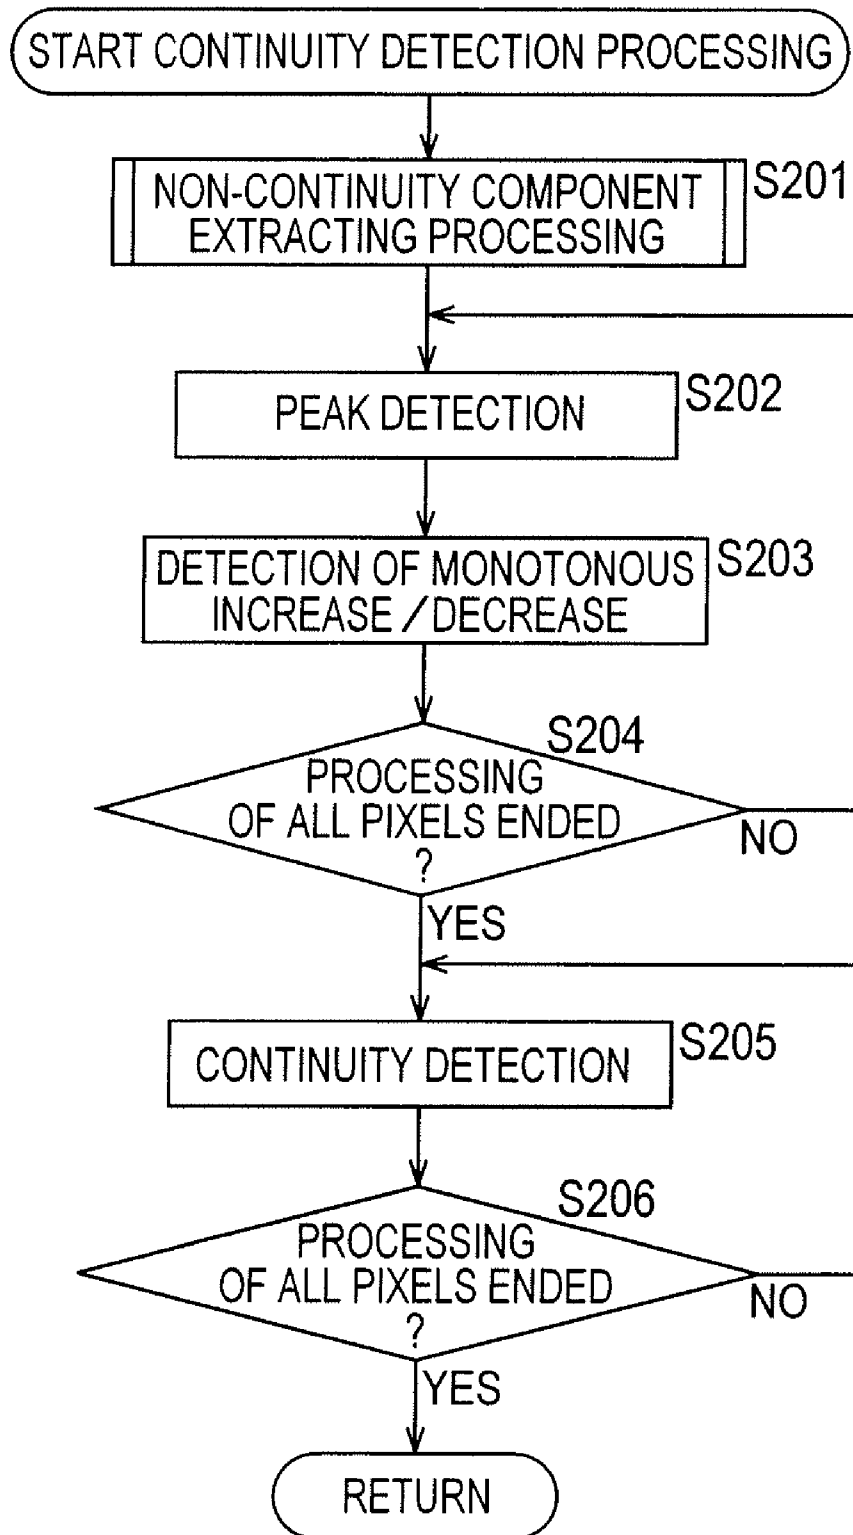 START CONTINUITY DETECTION PROCESSING
NON-CONTINUITY COMPONENT
EXTRACTING PROCESSING
S201
PEAK DETECTION
S202
DETECTION OF MONOTONOUS
INCREASE / DECREASE
S203
S204
PROCESSING
OF ALL PIXELS ENDED
?
NO
YES
CONTINUITY DETECTION
S205
S206
PROCESSING
OF ALL PIXELS ENDED
?
NO
YES
RETURN